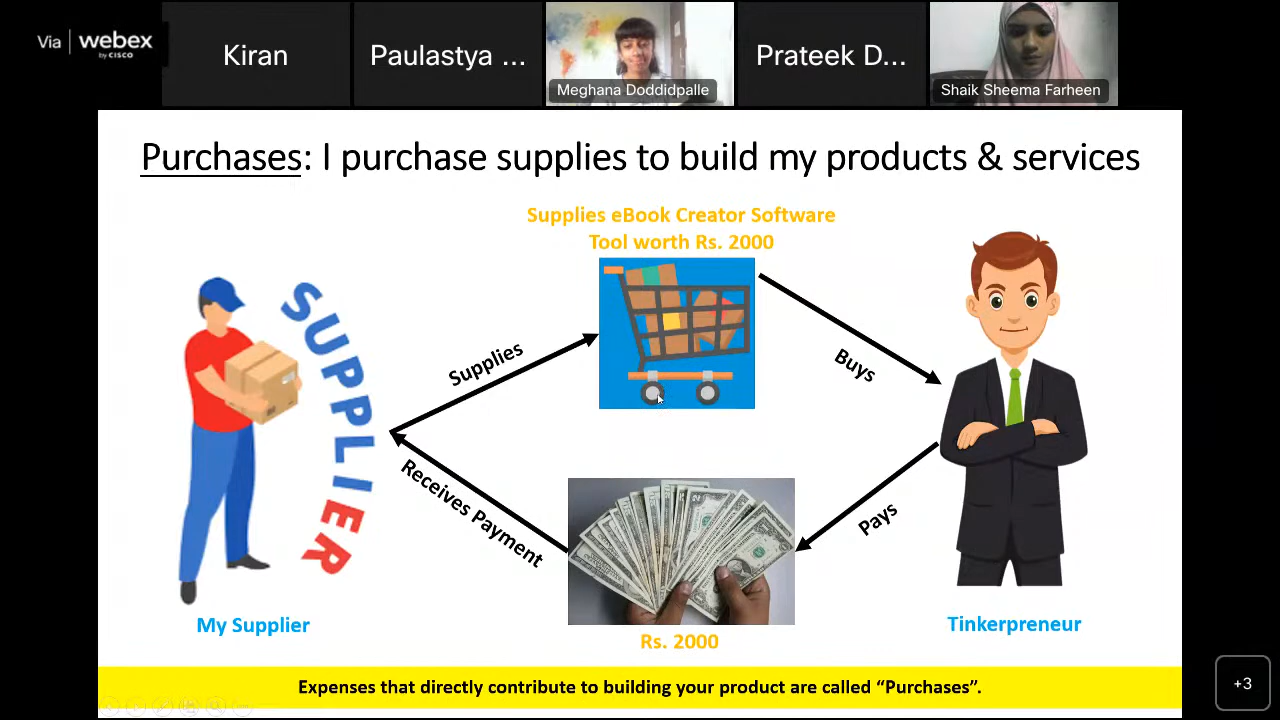 Via webex
by CISCO
Kiran
Paulastya ...
Meghana Doddidpalle
Prateek D...
Shaik Sheema Farheen
Purchases: I purchase supplies to build my products & services
Supplies eBook Creator Software
Tool worth Rs. 2000
SUPPLIER
Supplies
Buys
Receives Payment
Pays
My Supplier
Rs. 2000
Tinkerpreneur
Expenses that directly contribute to building your product are called “Purchases”.
+3